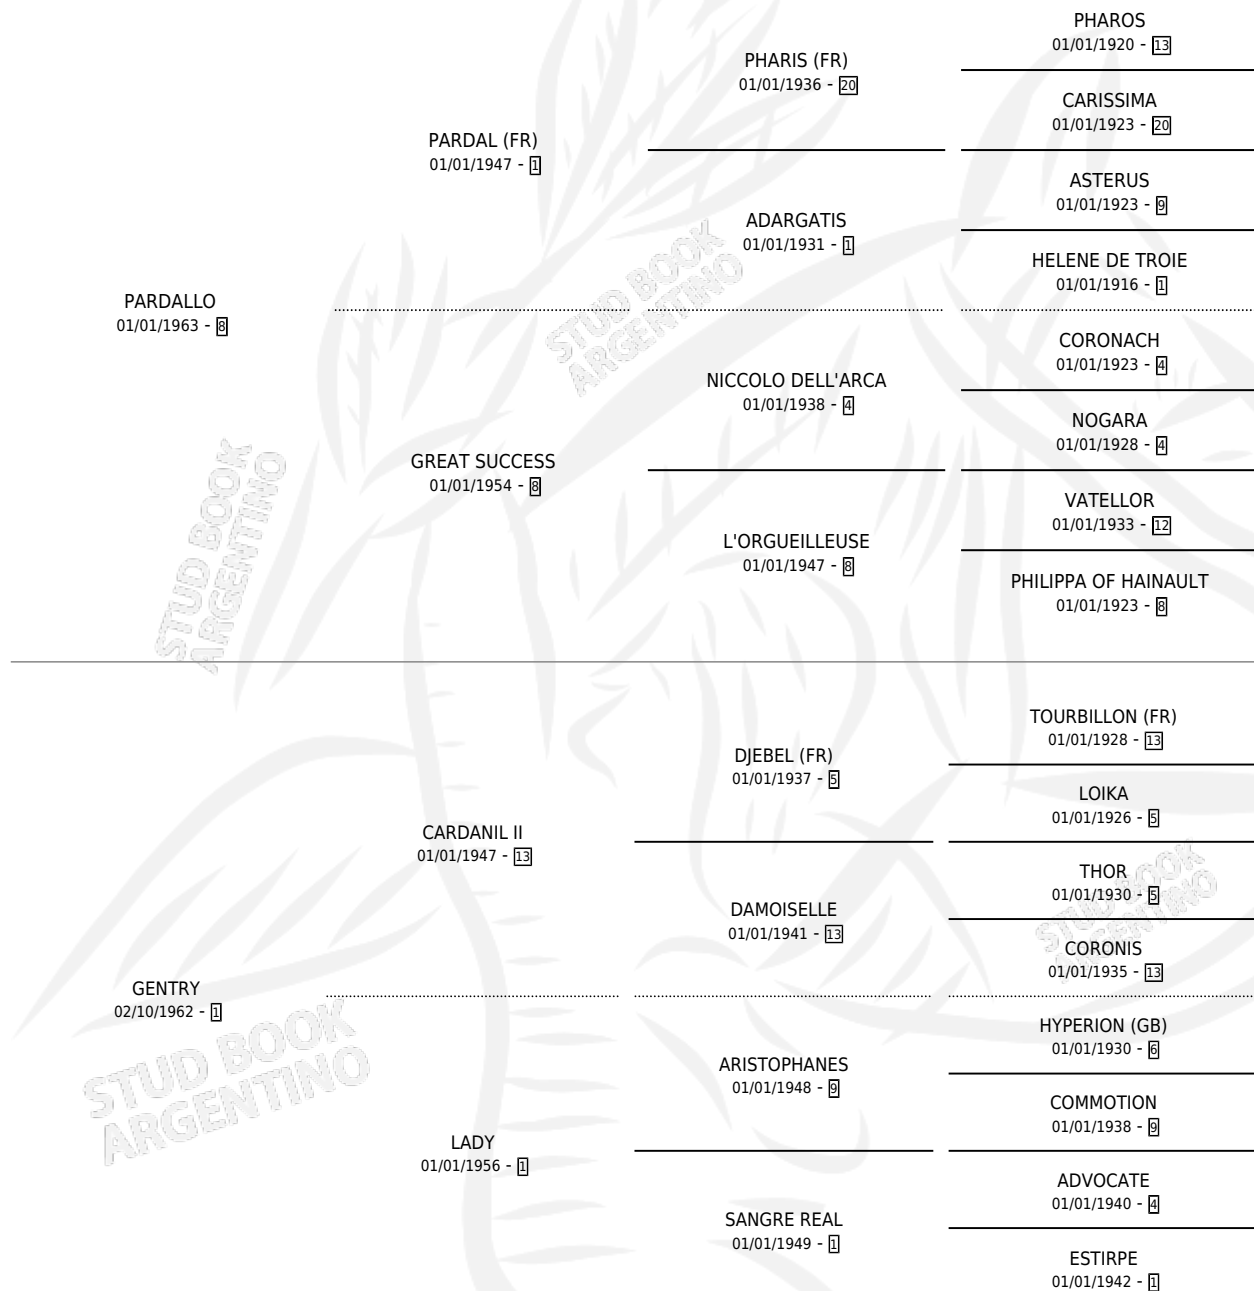 PHAROS
01/01/1920 - 13
PHARIS (FR)
01/01/1936 - 20
CARISSIMA
01/01/1923 - 20
PARDAL (FR)
01/01/1947 - 1
ASTERUS
01/01/1923 - 9
ADARGATIS
01/01/1931 - 1
HELENE DE TROIE
01/01/1916 - 1
PARDALLO
01/01/1963 - 8
CORONACH
01/01/1923 - 4
NICCOLO DELL'ARCA
01/01/1938 - 4
NOGARA
01/01/1928 - 4
GREAT SUCCESS
01/01/1954 - 8
VATELLOR
01/01/1933 - 12
L'ORGUEILLEUSE
01/01/1947 - 8
PHILIPPA OF HAINAULT
01/01/1923 - 8
TOURBILLON (FR)
01/01/1928 - 13
DJEBEL (FR)
01/01/1937 - 5
LOIKA
01/01/1926 - 5
CARDANIL II
01/01/1947 - 13
THOR
01/01/1930 - 5
DAMOISELLE
01/01/1941 - 13
CORONIS
01/01/1935 - 13
GENTRY
02/10/1962 - 1
HYPERION (GB)
01/01/1930 - 6
ARISTOPHANES
01/01/1948 - 9
COMMOTION
01/01/1938 - 9
LADY
01/01/1956 - 1
ADVOCATE
01/01/1940 - 4
SANGRE REAL
01/01/1949 - 1
ESTIRPE
01/01/1942 - 1
STUD BOOK
ARGENTINO
STUD BOOK
ARGENTINO
STUD BOOK
ARGENTINO
STUD BOOK
ARGENTINO